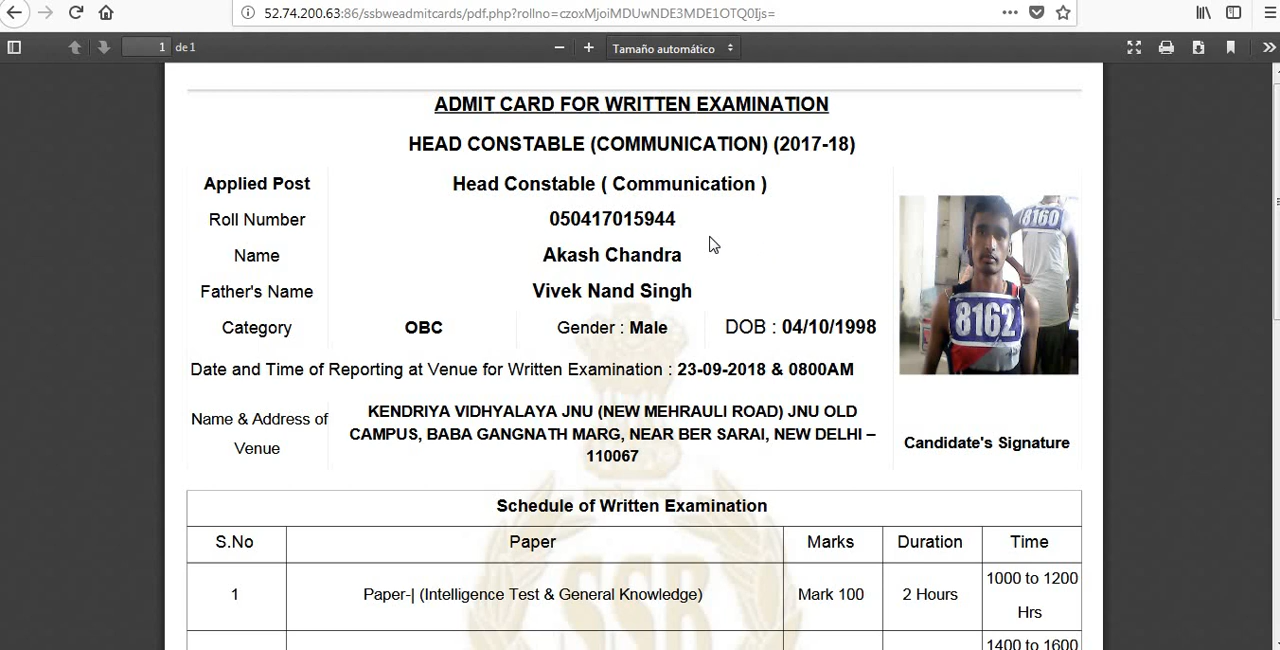 52.74.200.63:86/ssbweadmitcards/pdf.php?rollno=czoxMjoiMDUwNDE3MDE1OTQ0Ijs=
1 de 1
Tamaño automático
ADMIT CARD FOR WRITTEN EXAMINATION
HEAD CONSTABLE (COMMUNICATION) (2017-18)
Applied Post Head Constable ( Communication )
Roll Number 050417015944
Name Akash Chandra
Father's Name Vivek Nand Singh
Category OBC Gender : Male DOB : 04/10/1998
8160
8162
Date and Time of Reporting at Venue for Written Examination : 23-09-2018 & 0800AM
Name & Address of Venue
KENDRIYA VIDHYALAYA JNU (NEW MEHRAULI ROAD) JNU OLD
CAMPUS, BABA GANGNATH MARG, NEAR BER SARAI, NEW DELHI –
110067
Candidate's Signature
Schedule of Written Examination
S.No Paper Marks Duration Time
1 Paper-| (Intelligence Test & General Knowledge) Mark 100 2 Hours 1000 to 1200 Hrs
1400 to 1600
SSB